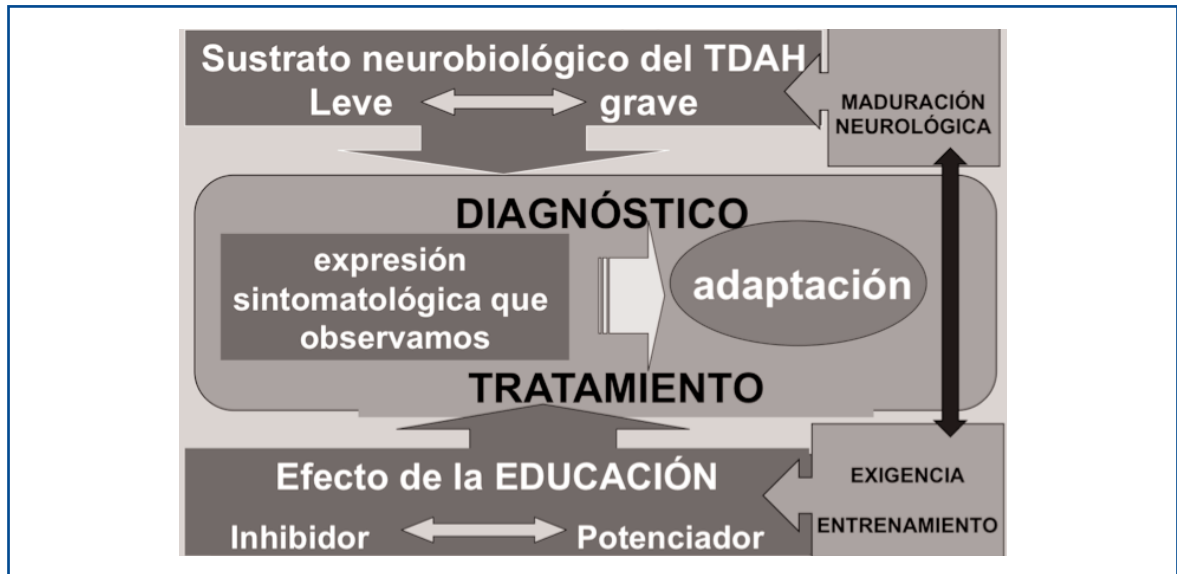 Sustrato neurobiológico del TDAH
Leve grave
MADURACIÓN
NEUROLÓGICA
DIAGNÓSTICO
expresión
sintomatológica que
observamos
adaptación
TRATAMIENTO
Efecto de la EDUCACIÓN
Inhibidor Potenciador
EXIGENCIA
ENTRENAMIENTO